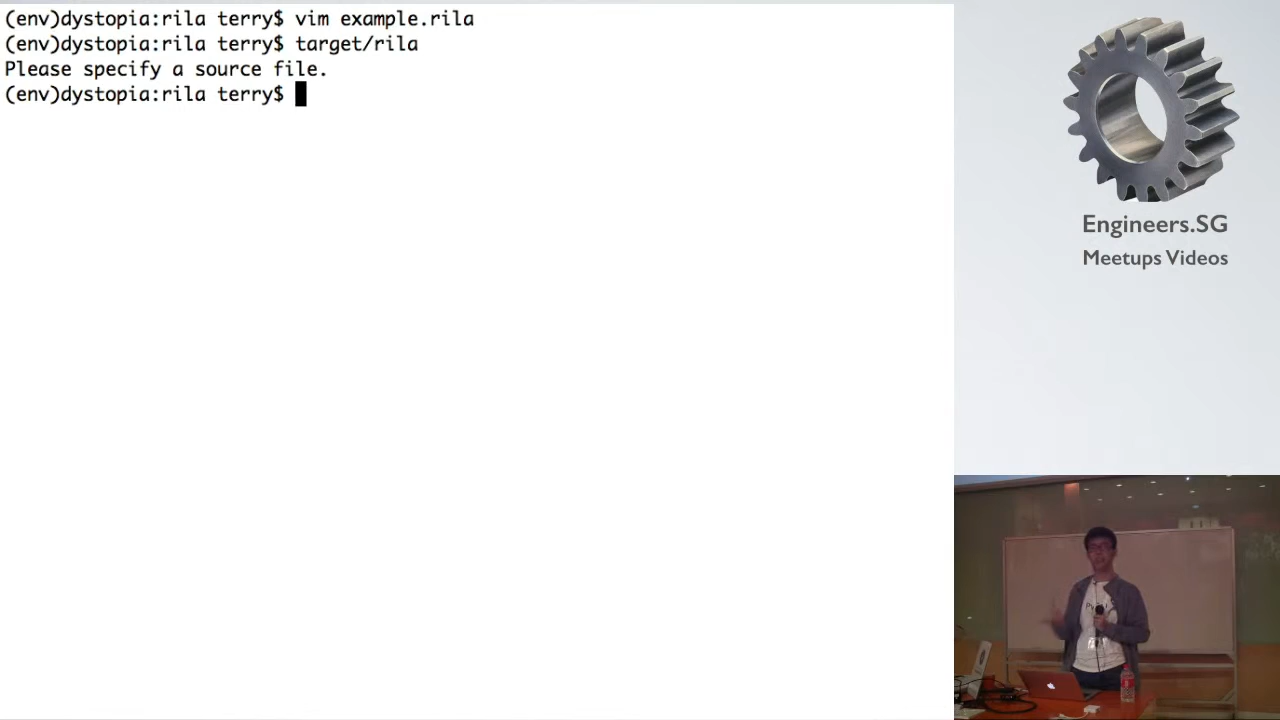 (env)dystopia:rila terry$ vim example.rila
(env)dystopia:rila terry$ target/rila
Please specify a source file.
(env)dystopia:rila terry$
Engineers.SG
Meetups Videos